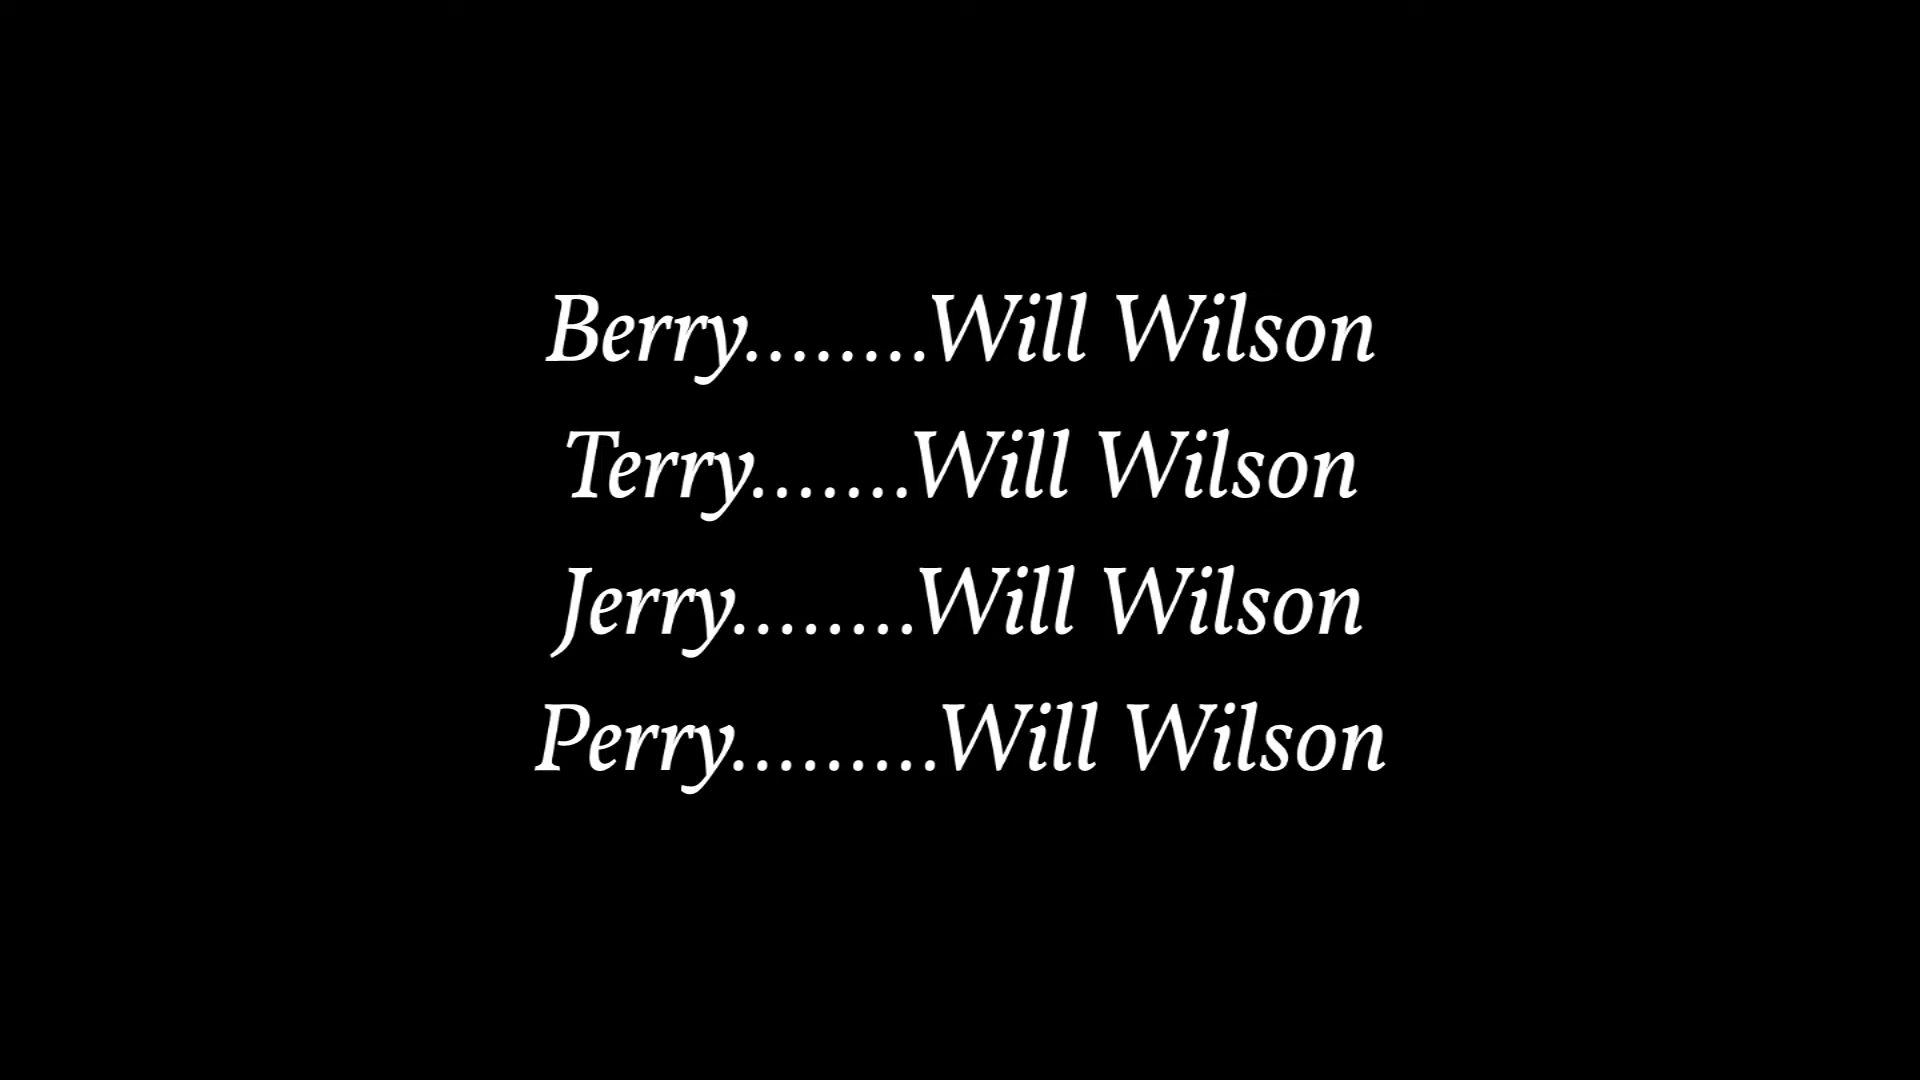 Berry........Will Wilson
Terry.......Will Wilson
Jerry........Will Wilson
Perry.........Will Wilson